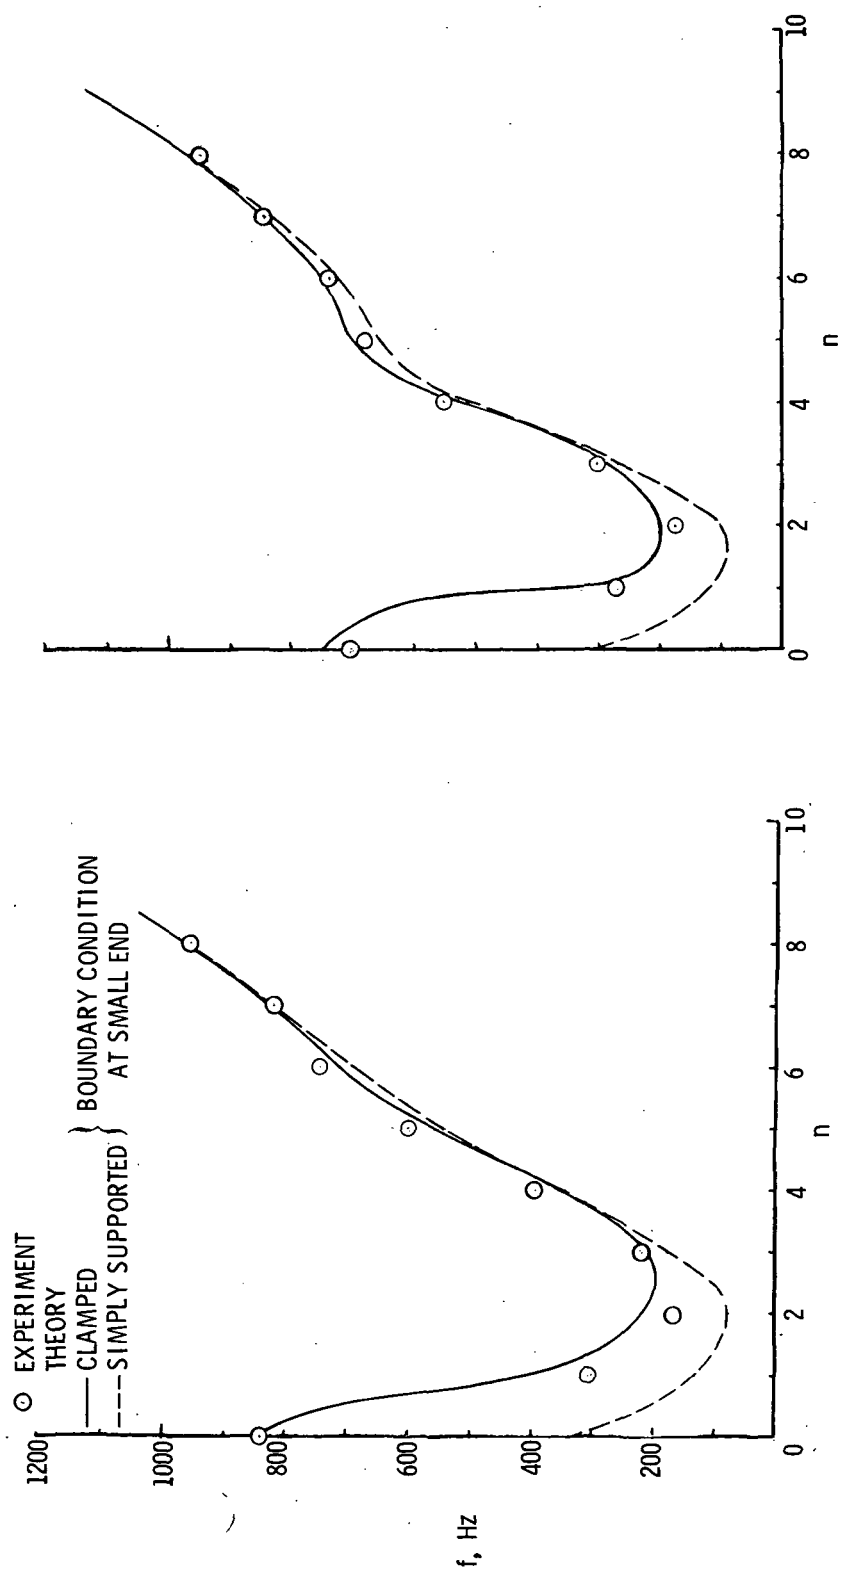 EXPERIMENT
THEORY
CLAMPED
SIMPLY SUPPORTED
} BOUNDARY CONDITION
AT SMALL END
1200
1000
800
600
400
200
0
f, Hz
0 2 4 6 8 10
n
0 2 4 6 8 10
n